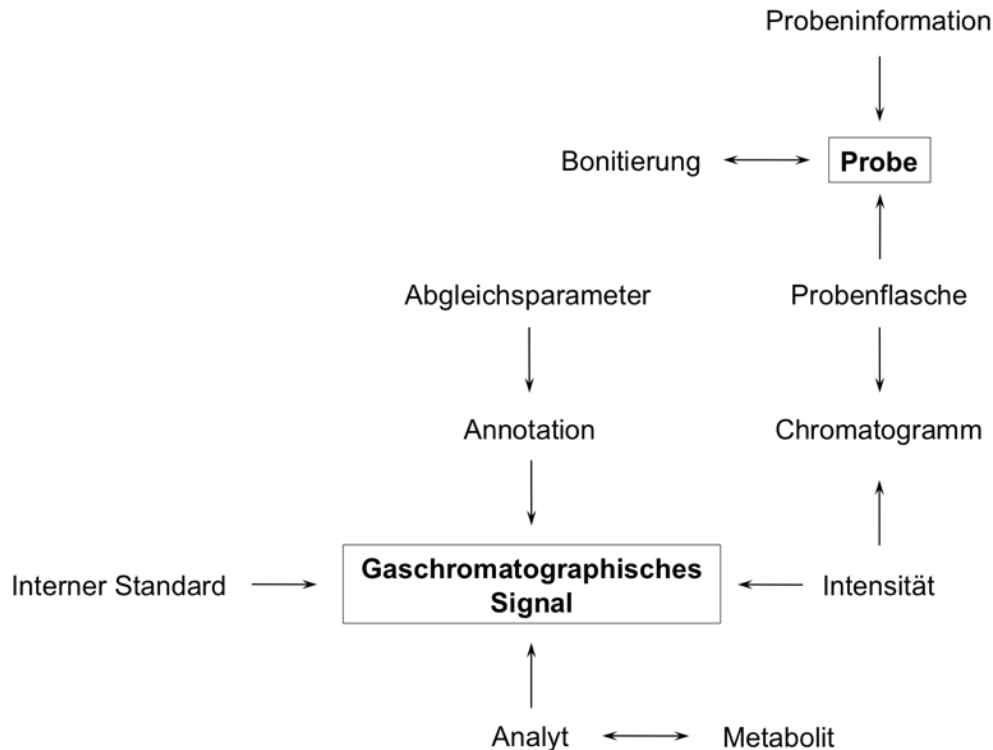 Probeninformation
Bonitierung
Probe
Abgleichsparameter
Probenflasche
Annotation
Chromatogramm
Interner Standard
Gaschromatographisches
Signal
Intensität
Analyt
Metabolit